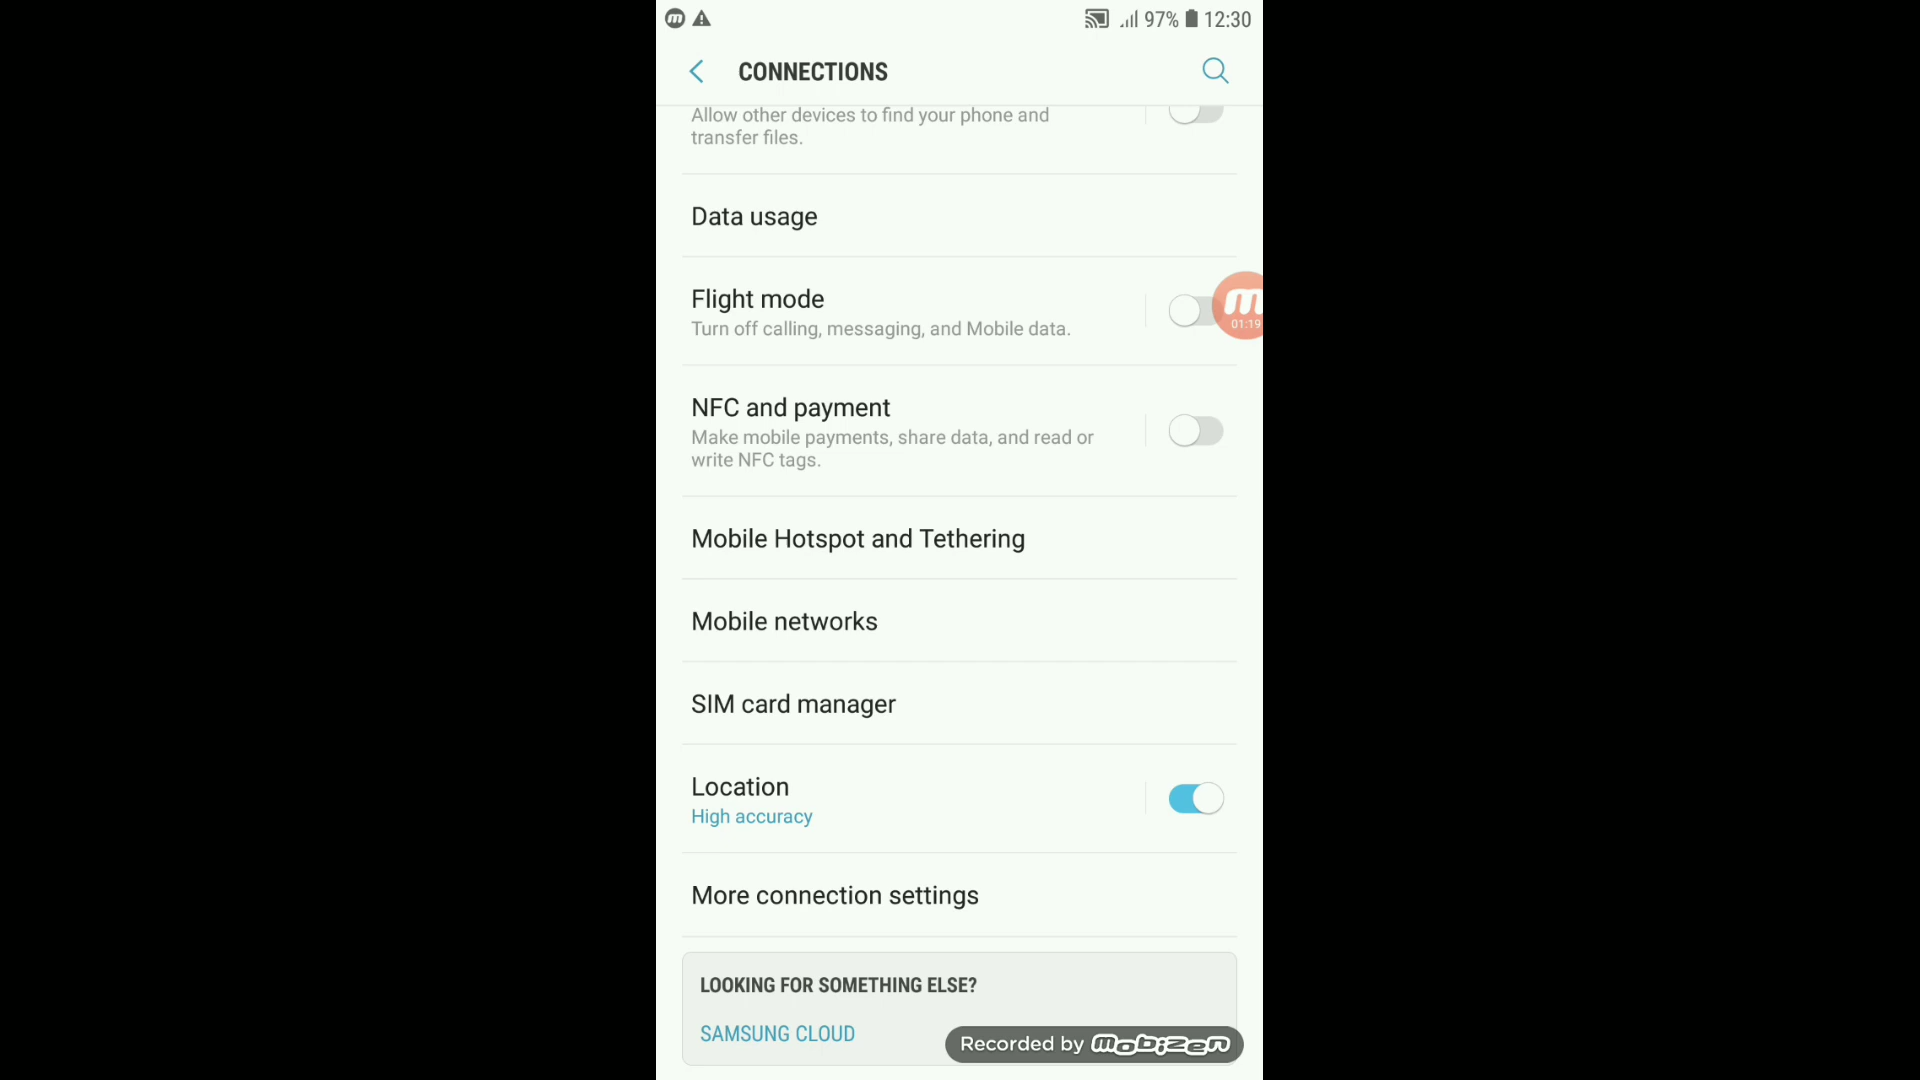 m 97% 12:30
CONNECTIONS
Allow other devices to find your phone and
transfer files.
Data usage
Flight mode
Turn off calling, messaging, and Mobile data.
m
01:19
NFC and payment
Make mobile payments, share data, and read or
write NFC tags.
Mobile Hotspot and Tethering
Mobile networks
SIM card manager
Location
High accuracy
More connection settings
LOOKING FOR SOMETHING ELSE?
SAMSUNG CLOUD
Recorded by mobizen